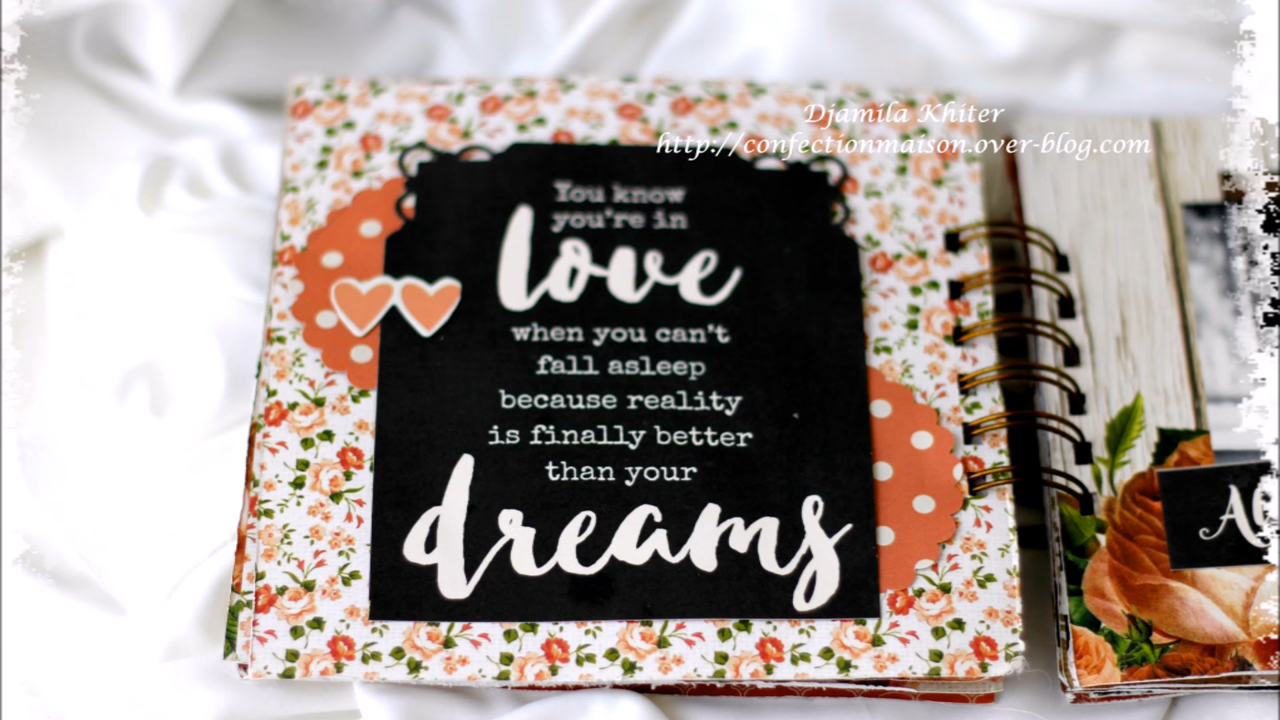 Djamila Khiter
http://confectionmaison.over-blog.com
You know
you're in
love
when you can't
fall asleep
because reality
is finally better
than your
dreams